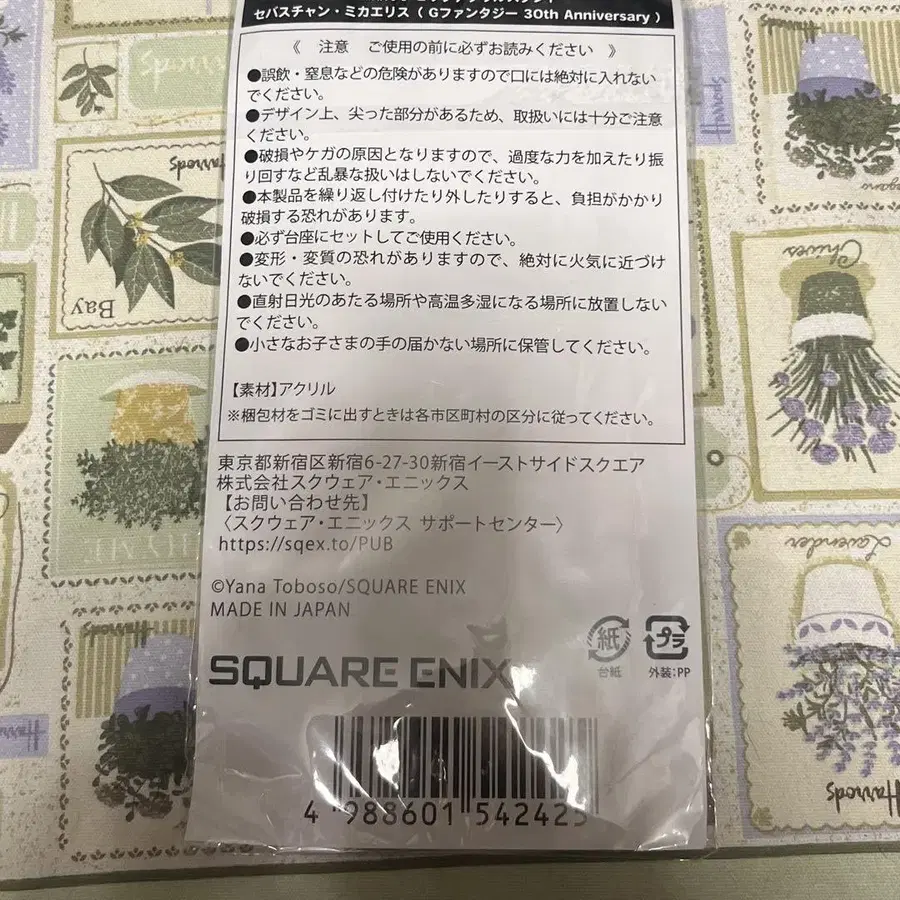 セバスチャン・ミカエリス（ Gファンタジー 30th Anniversary ）
《 注意 ご使用の前に必ずお読みください 》
●誤飲・窒息などの危険がありますので口には絶対に入れない
でください。
●デザイン上、尖った部分があるため、取扱いには十分ご注意
ください。
●破損やケガの原因となりますので、過度な力を加えたり振
り回すなど乱暴な扱いはしないでください。
●本製品を繰り返し付けたり外したりすると、負担がかかり
破損する恐れがあります。
●必ず台座にセットしてご使用ください。
●変形・変質の恐れがありますので、絶対に火気に近づけ
ないでください。
●直射日光のあたる場所や高温多湿になる場所に放置しない
でください。
●小さなお子さまの手の届かない場所に保管してください。
【素材】アクリル
※梱包材をゴミに出すときは各市区町村の区分に従ってください。
東京都新宿区新宿6-27-30新宿イーストサイドスクエア
株式会社スクウェア・エニックス
【お問い合わせ先】
〈スクウェア・エニックス サポートセンター〉
https://sqex.to/PUB
©Yana Toboso/SQUARE ENIX
MADE IN JAPAN
紙
台紙
プラ
外装:PP
SQUARE ENIX
4 988601 542425
Harrods
Harrods
Harrods
Bay
Chives
Lavender
Harrods
Harrods
Harrods